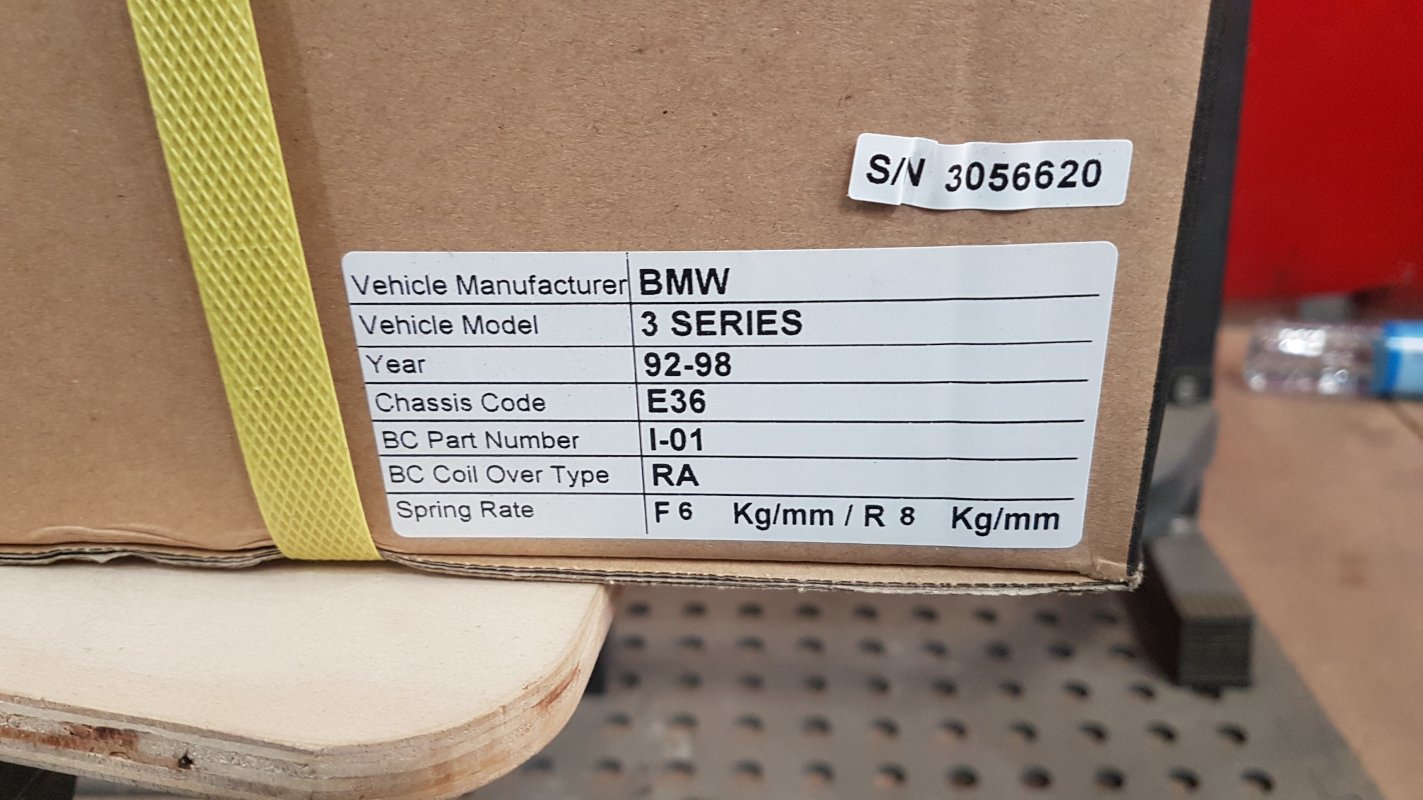 S/N 3056620
Vehicle Manufacturer BMW
Vehicle Model 3 SERIES
Year 92-98
Chassis Code E36
BC Part Number I-01
BC Coil Over Type RA
Spring Rate F 6 Kg/mm / R 8 Kg/mm